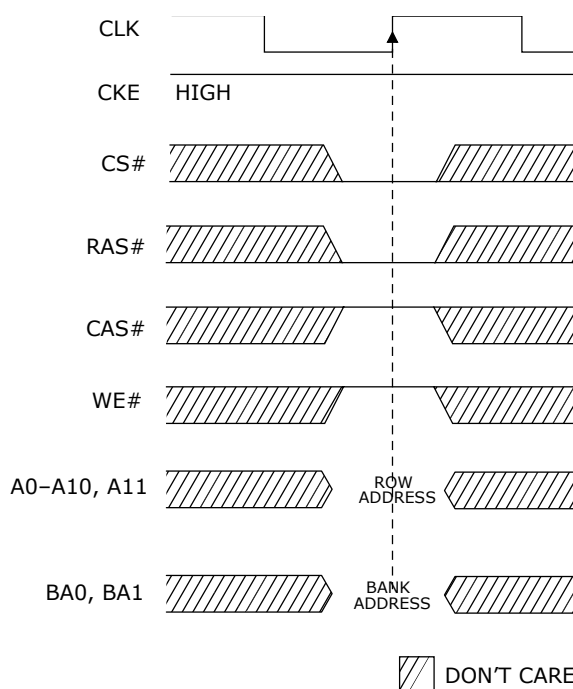 CLK
CKE HIGH
CS#
RAS#
CAS#
WE#
A0–A10, A11
ROW
ADDRESS
BA0, BA1
BANK
ADDRESS
DON'T CARE